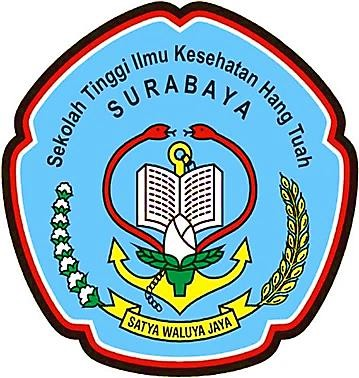 Sekolah Tinggi Ilmu Kesehatan Hang Tuah
SURABAYA
SATYA WALUYA JAYA